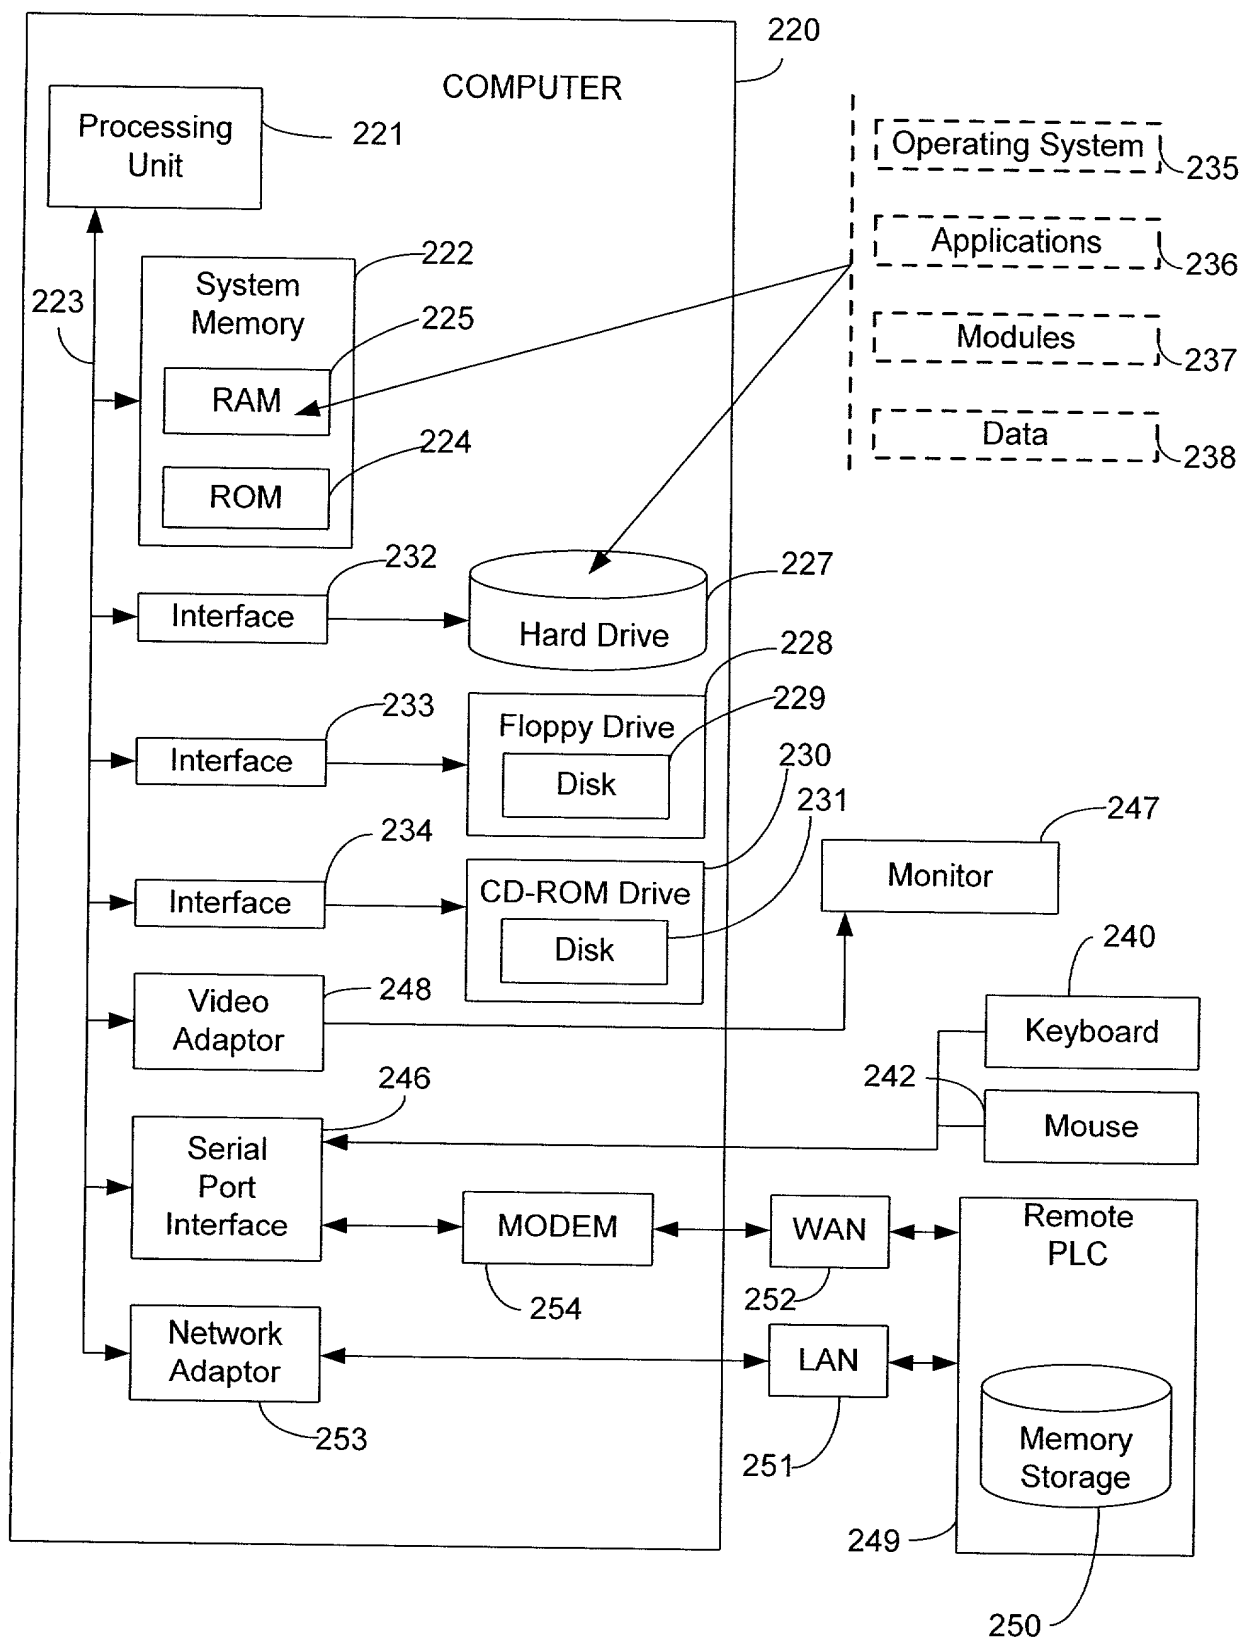 220
COMPUTER
Processing
Unit
221
Operating System
235
Applications
236
Modules
237
Data
238
222
System
Memory
223
225
RAM
224
ROM
232
Interface
227
Hard Drive
228
233
229
Floppy Drive
Interface
Disk
230
231
234
247
Monitor
CD-ROM Drive
Interface
Disk
240
248
Video
Adaptor
Keyboard
246
242
Mouse
Serial
Port
Interface
MODEM
WAN
Remote
PLC
254
252
Network
Adaptor
LAN
253
251
Memory
Storage
249
250